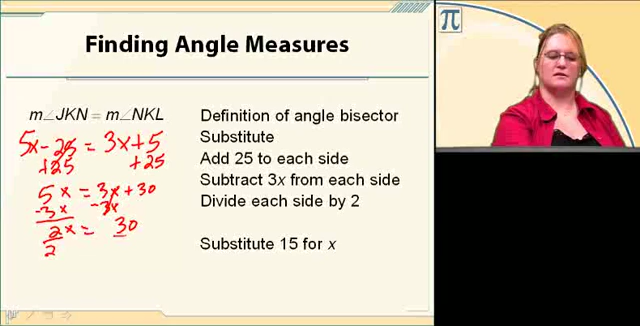 π
Finding Angle Measures
m∠JKN = m∠NKL Definition of angle bisector
5x - 25 = 3x + 5 Substitute
+25 +25 Add 25 to each side
5x = 3x + 30 Subtract 3x from each side
-3x -3x Divide each side by 2
2x = 30
2
Substitute 15 for x